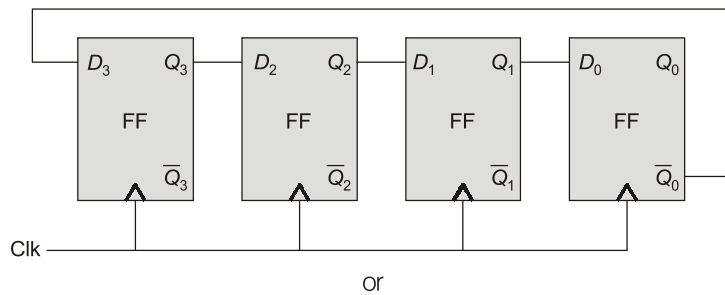 D₃ Q₃ D₂ Q₂ D₁ Q₁ D₀ Q₀
FF FF FF FF
Q̅₃ Q̅₂ Q̅₁ Q̅₀
Clk
or